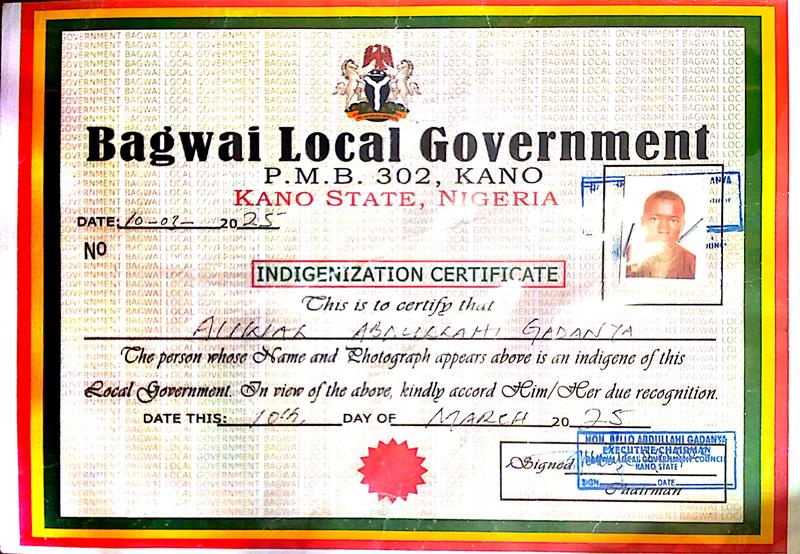 Bagwai Local Government
P.M.B. 302, KANO
KANO STATE, NIGERIA
DATE: 10-03- 2025
NO
INDIGENIZATION CERTIFICATE
This is to certify that
ABDULLAHI GADANYA
The person whose Name and Photograph appears above is an indigene of this
Local Government. In view of the above, kindly accord Him/Her due recognition.
DATE THIS: 10th, DAY OF MARCH 2025
HON. BELLO ABDULLAHI GADANYA
EXECUTIVE CHAIRMAN
LOCAL GOVERNMENT COUNCIL
KANO STATE
Signed
SIGN DATE
Chairman